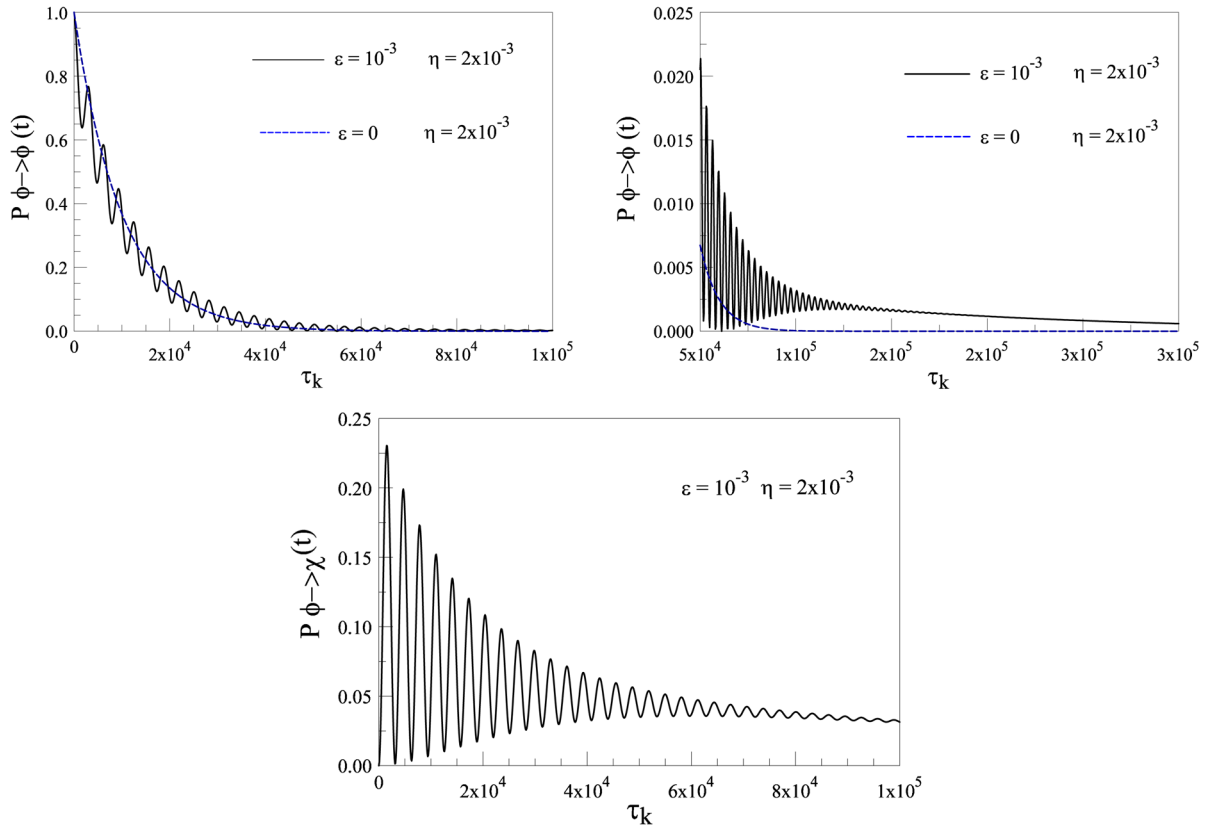 1.0
0.8
0.6
0.4
0.2
0.0
P ϕ−>ϕ (t)
ε = 10⁻³ η = 2x10⁻³
ε = 0 η = 2x10⁻³
0 2x10⁴ 4x10⁴ 6x10⁴ 8x10⁴ 1x10⁵
τₖ
0.025
0.020
0.015
0.010
0.005
0.000
P ϕ−>ϕ (t)
ε = 10⁻³ η = 2x10⁻³
ε = 0 η = 2x10⁻³
5x10⁴ 1x10⁵ 2x10⁵ 2x10⁵ 3x10⁵ 3x10⁵
τₖ
0.25
0.20
0.15
0.10
0.05
0.00
P ϕ−>χ(t)
ε = 10⁻³ η = 2x10⁻³
0 2x10⁴ 4x10⁴ 6x10⁴ 8x10⁴ 1x10⁵
τₖ